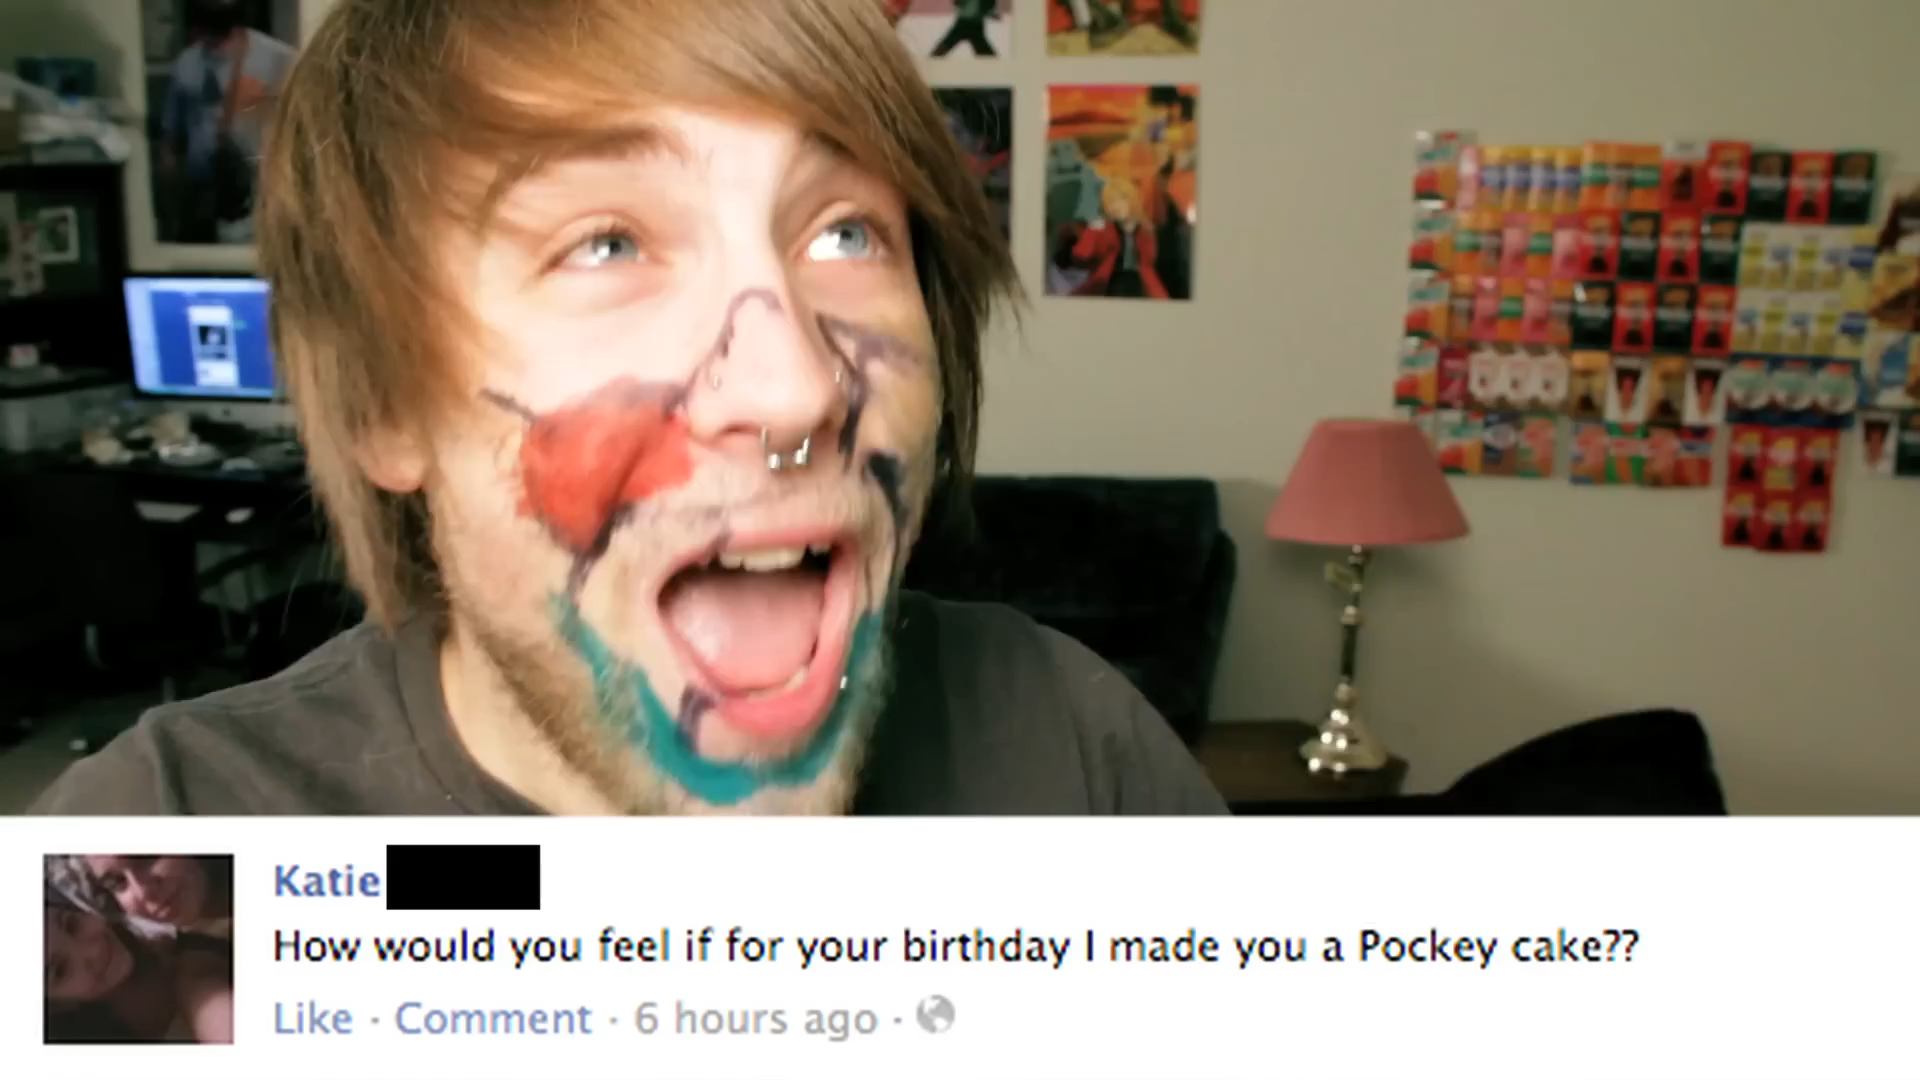 Katie
How would you feel if for your birthday I made you a Pockey cake??
Like · Comment · 6 hours ago ·